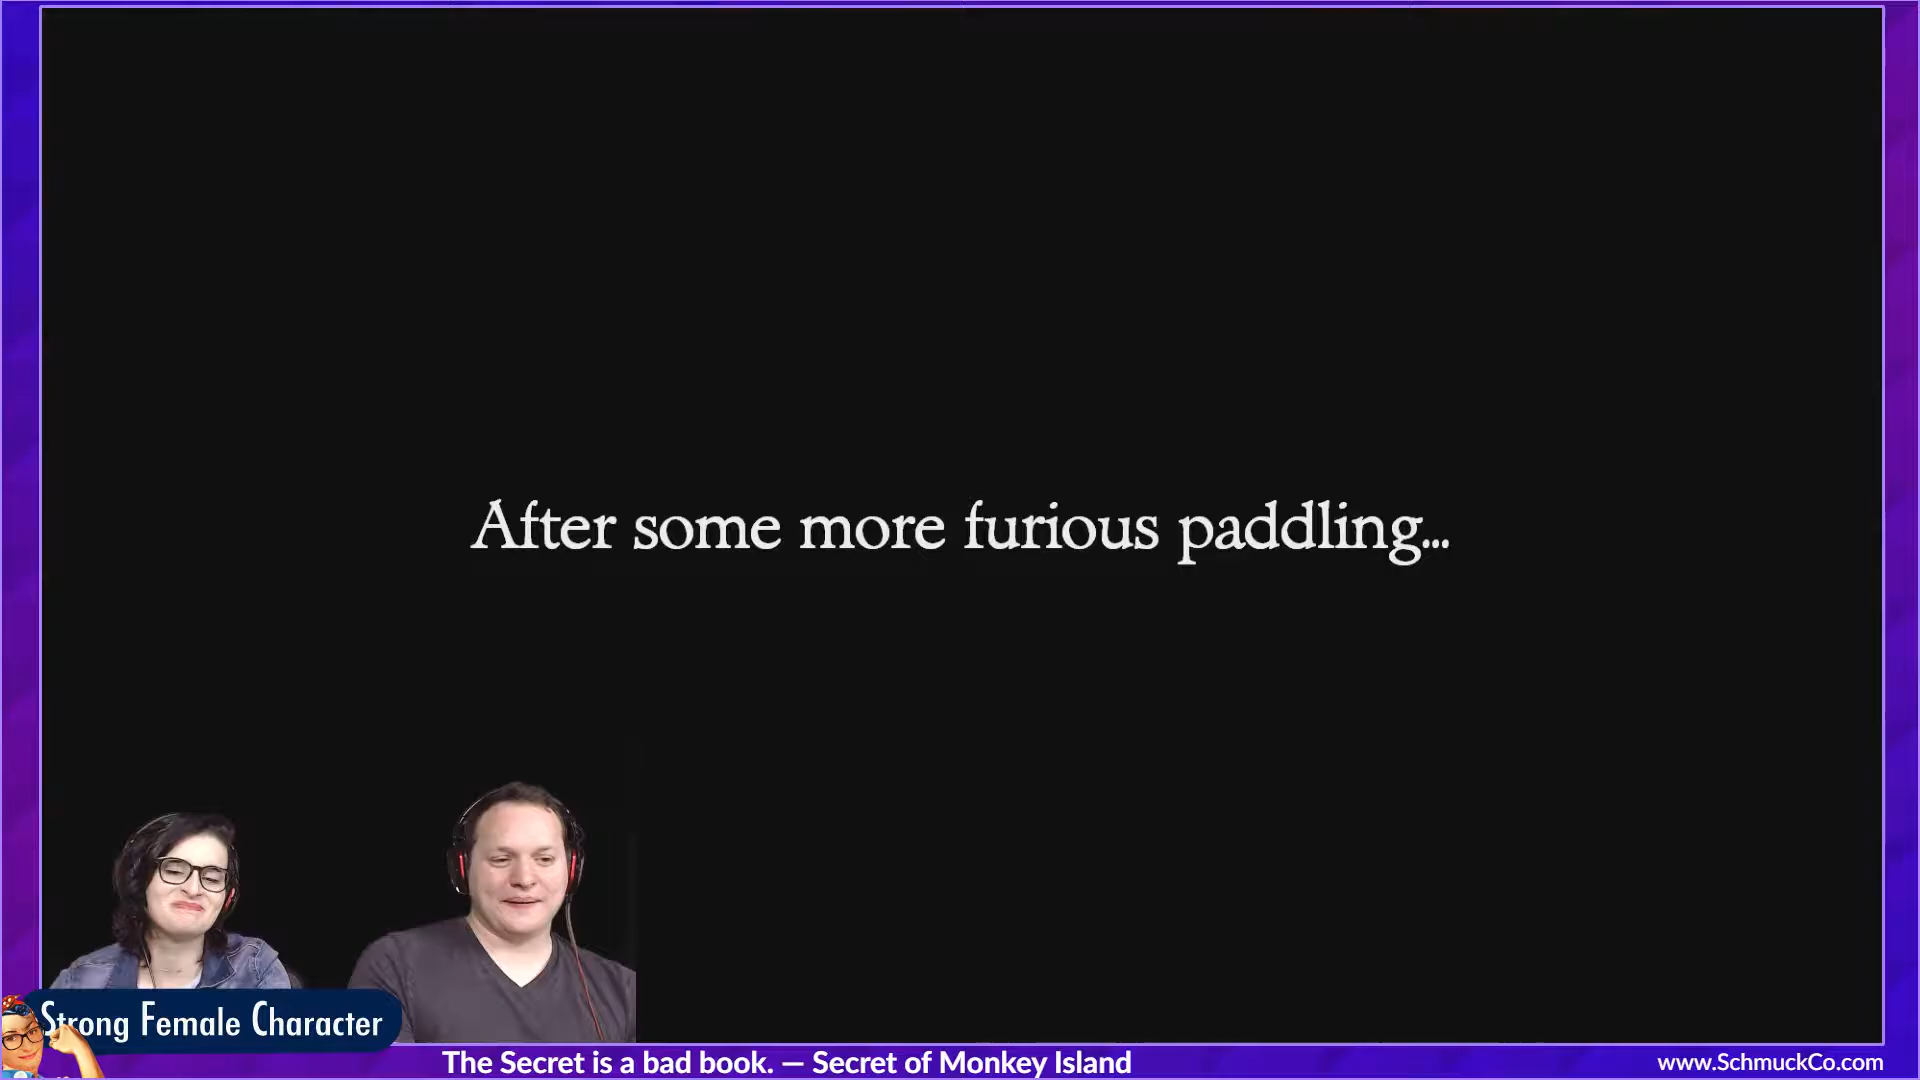 After some more furious paddling...
Strong Female Character
The Secret is a bad book. — Secret of Monkey Island
www.SchmuckCo.com